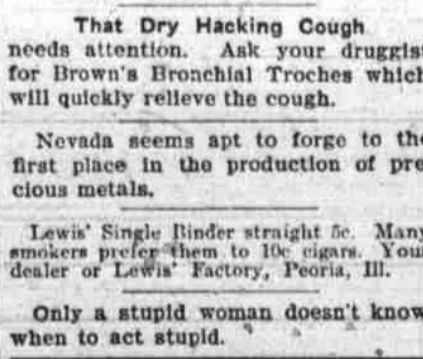 That Dry Hacking Cough
needs attention. Ask your druggist
for Brown's Bronchial Troches which
will quickly relieve the cough.
Nevada seems apt to forge to the
first place in the production of pre
cious metals.
Lewis' Single Binder straight 5c. Many
smokers prefer them to 10c cigars. Your
dealer or Lewis' Factory, Peoria, Ill.
Only a stupid woman doesn't know
when to act stupid.